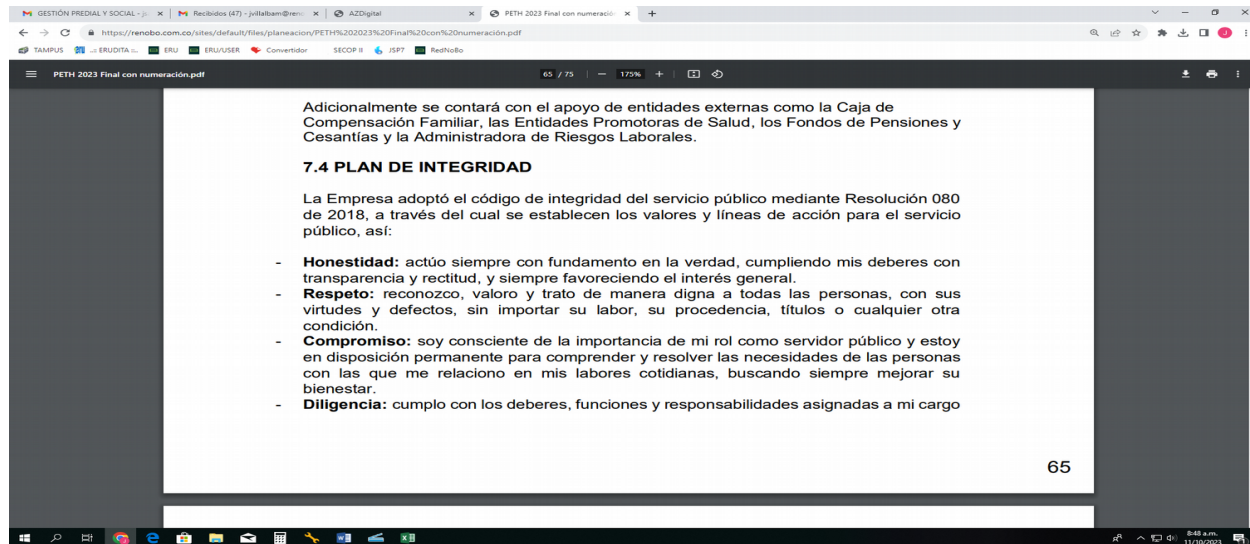 GESTIÓN PREDIAL Y SOCIAL - j
Recibidos (47) - jvillalbam@reno
AZDigital
PETH 2023 Final con numeració
https://renobo.com.co/sites/default/files/planeacion/PETH%202023%20Final%20con%20numeración.pdf
TAMPUS
..:: ERUDITA ::..
ERU
ERU/USER
Convertidor
SECOP II
JSP7
RedNoBo
PETH 2023 Final con numeración.pdf
65 / 75
175%
Adicionalmente se contará con el apoyo de entidades externas como la Caja de
Compensación Familiar, las Entidades Promotoras de Salud, los Fondos de Pensiones y
Cesantías y la Administradora de Riesgos Laborales.
7.4 PLAN DE INTEGRIDAD
La Empresa adoptó el código de integridad del servicio público mediante Resolución 080
de 2018, a través del cual se establecen los valores y líneas de acción para el servicio
público, así:
- Honestidad: actúo siempre con fundamento en la verdad, cumpliendo mis deberes con
transparencia y rectitud, y siempre favoreciendo el interés general.
- Respeto: reconozco, valoro y trato de manera digna a todas las personas, con sus
virtudes y defectos, sin importar su labor, su procedencia, títulos o cualquier otra
condición.
- Compromiso: soy consciente de la importancia de mi rol como servidor público y estoy
en disposición permanente para comprender y resolver las necesidades de las personas
con las que me relaciono en mis labores cotidianas, buscando siempre mejorar su
bienestar.
- Diligencia: cumplo con los deberes, funciones y responsabilidades asignadas a mi cargo
65
8:48 a.m.
11/10/2023